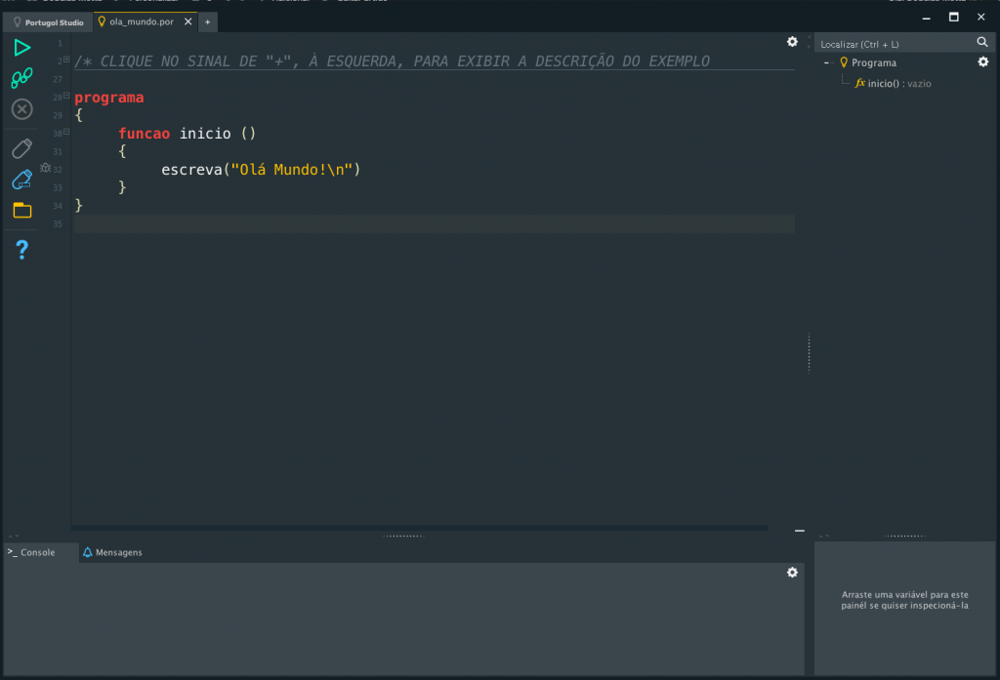 Portugol Studio
ola_mundo.por
+
Localizar (Ctrl + L)
Programa
inicio() : vazio
1
2 /* CLIQUE NO SINAL DE "+", À ESQUERDA, PARA EXIBIR A DESCRIÇÃO DO EXEMPLO
27
28 programa
29 {
30 funcao inicio ()
31 {
32 escreva("Olá Mundo!\n")
33 }
34 }
35
?
>_ Console
Mensagens
Arraste uma variável para este
painél se quiser inspecioná-la